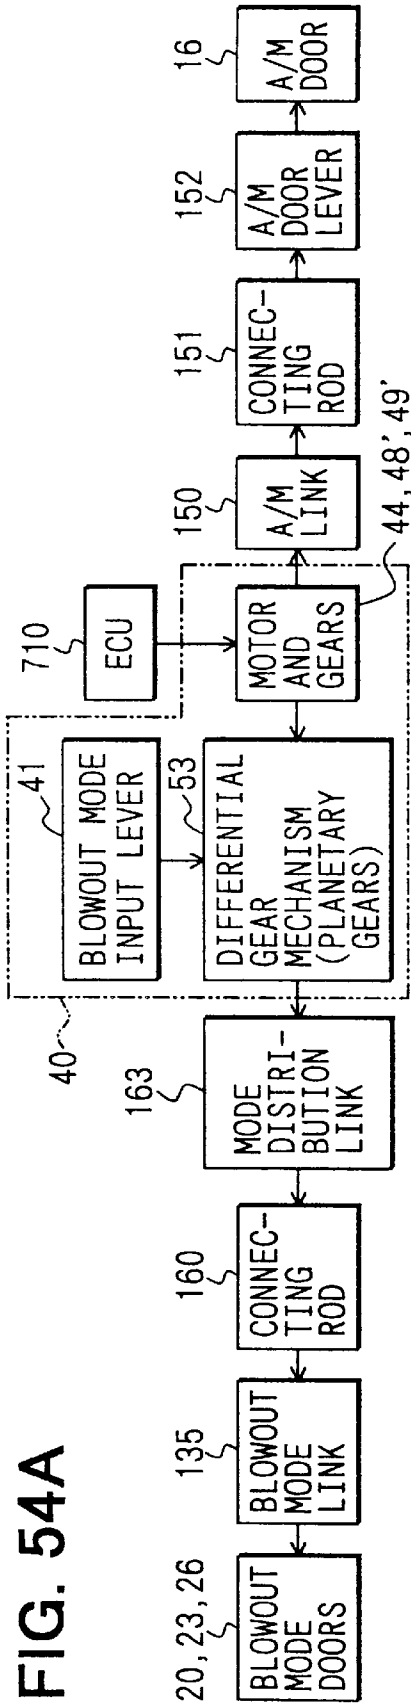 FIG. 54A
20, 23, 26
BLOWOUT
MODE
DOORS
135
BLOWOUT
MODE
LINK
160
CONNEC-
TING
ROD
163
MODE
DISTRI-
BUTION
LINK
40
41
BLOWOUT MODE
INPUT LEVER
53
DIFFERENTIAL
GEAR
MECHANISM
(PLANETARY
GEARS)
710
ECU
MOTOR
AND
GEARS
44, 48', 49'
150
A/M
LINK
151
CONNEC-
TING
ROD
152
A/M
DOOR
LEVER
16
A/M
DOOR